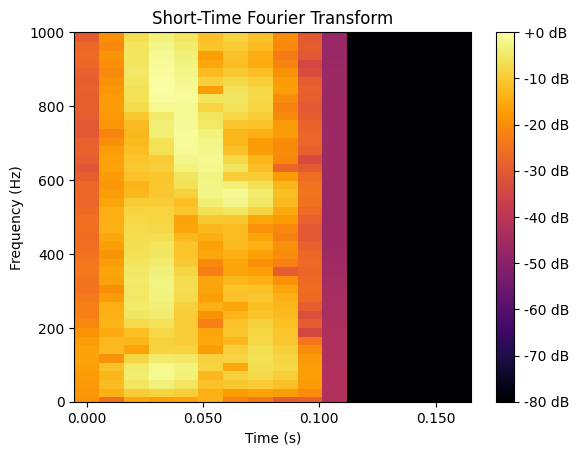 Short-Time Fourier Transform
Frequency (Hz)
1000
800
600
400
200
0
0.000
0.050
0.100
0.150
Time (s)
+0 dB
-10 dB
-20 dB
-30 dB
-40 dB
-50 dB
-60 dB
-70 dB
-80 dB